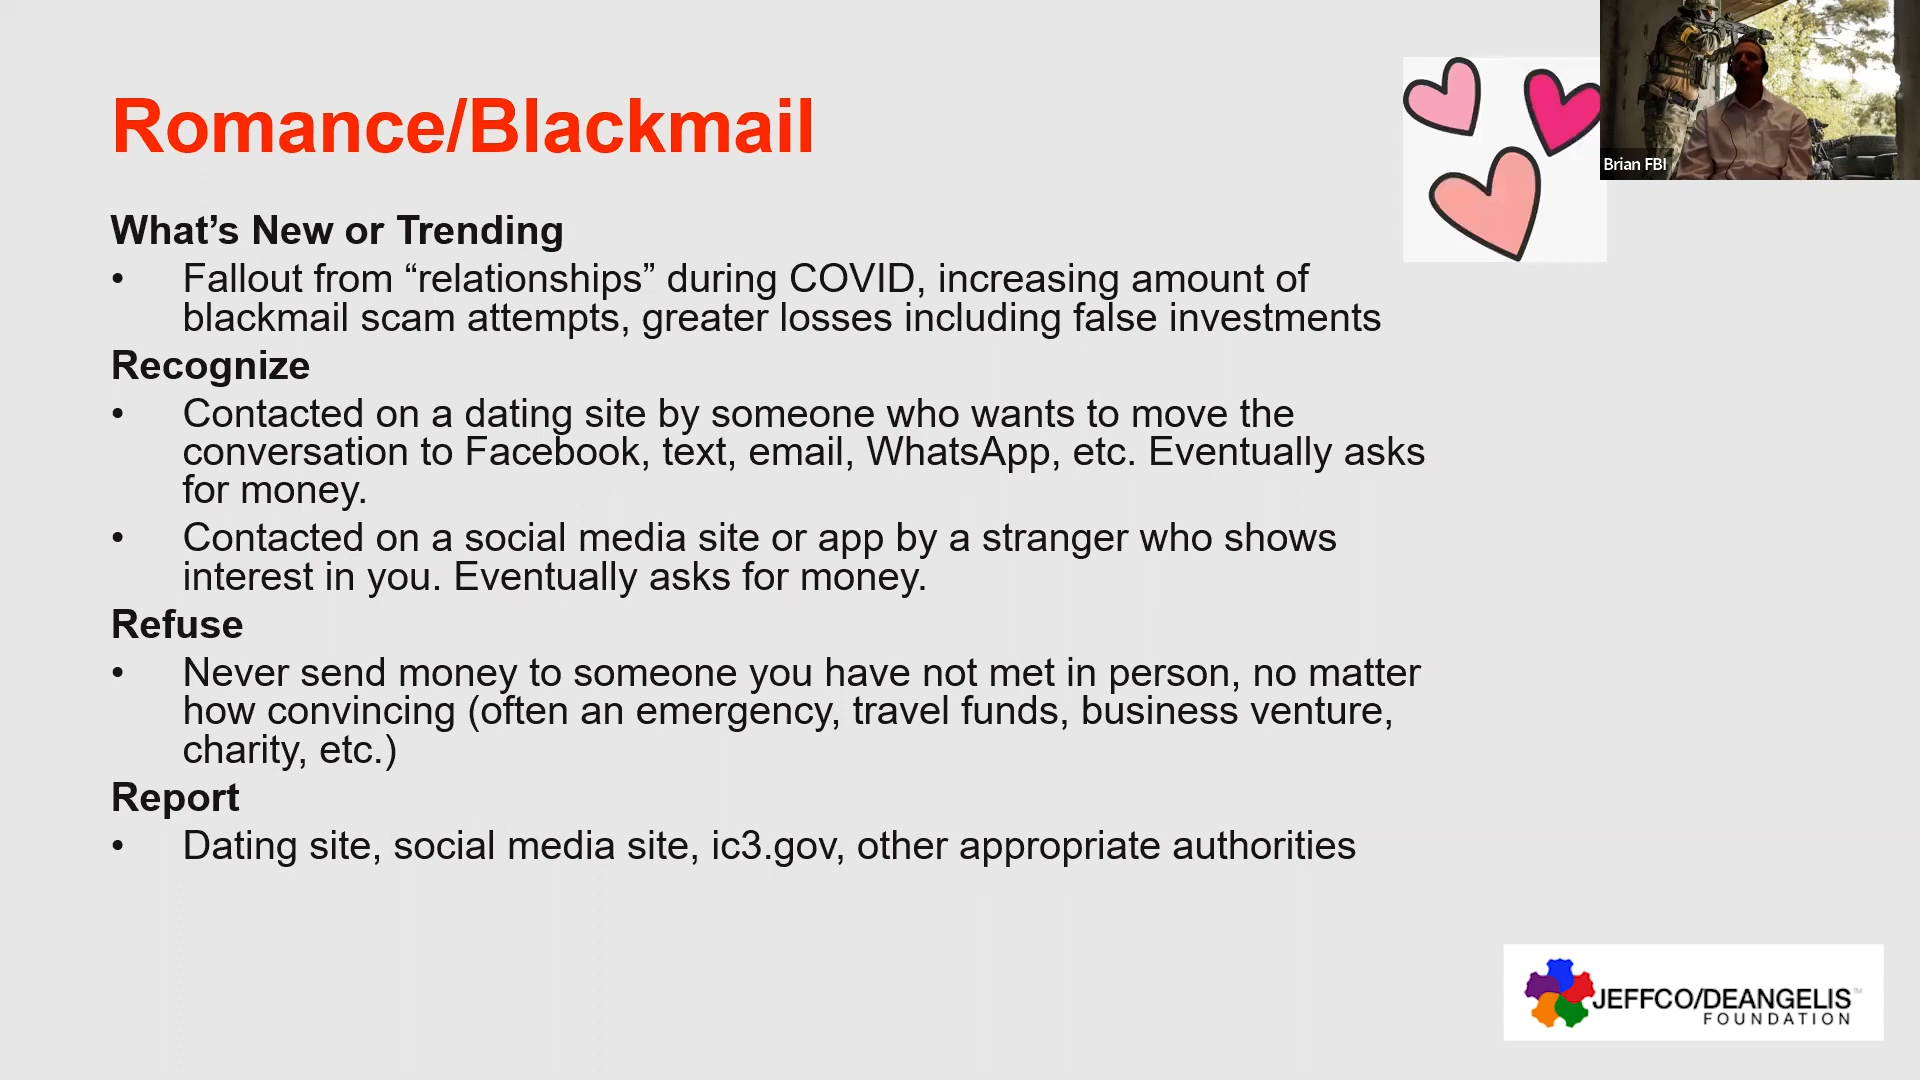 Romance/Blackmail
Brian FBI
What’s New or Trending
• Fallout from “relationships” during COVID, increasing amount of
blackmail scam attempts, greater losses including false investments
Recognize
• Contacted on a dating site by someone who wants to move the
conversation to Facebook, text, email, WhatsApp, etc. Eventually asks
for money.
• Contacted on a social media site or app by a stranger who shows
interest in you. Eventually asks for money.
Refuse
• Never send money to someone you have not met in person, no matter
how convincing (often an emergency, travel funds, business venture,
charity, etc.)
Report
• Dating site, social media site, ic3.gov, other appropriate authorities
JEFFCO/DEANGELIS™
FOUNDATION